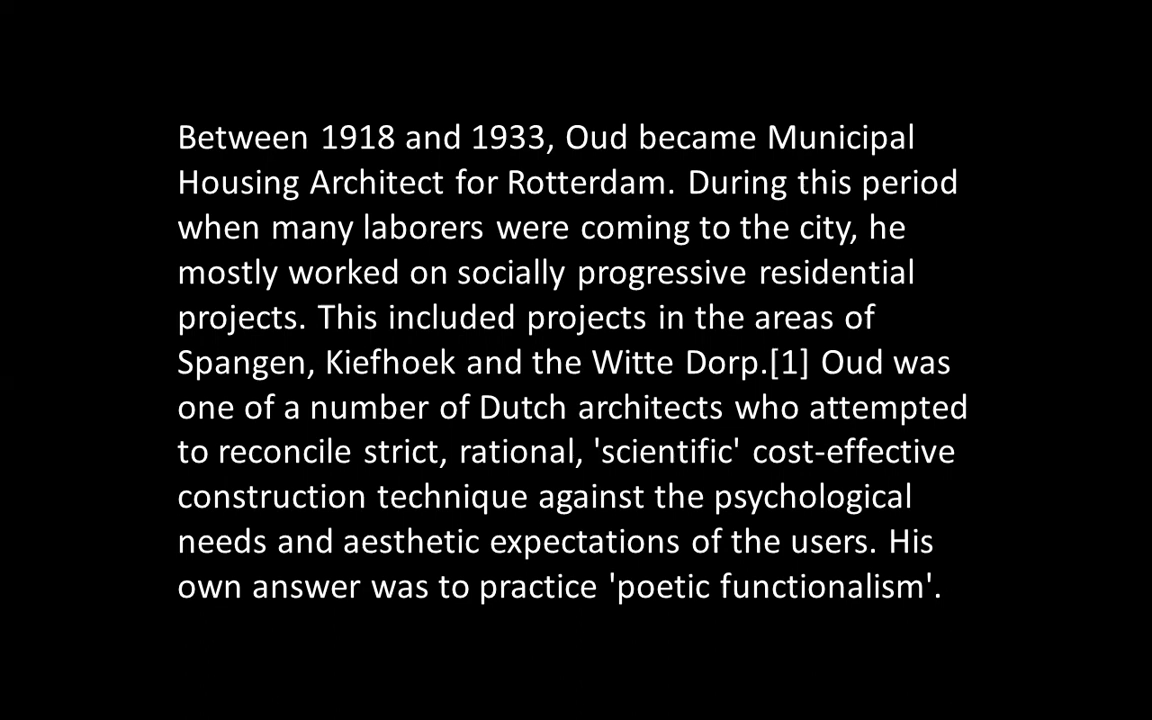 Between 1918 and 1933, Oud became Municipal
Housing Architect for Rotterdam. During this period
when many laborers were coming to the city, he
mostly worked on socially progressive residential
projects. This included projects in the areas of
Spangen, Kiefhoek and the Witte Dorp.[1] Oud was
one of a number of Dutch architects who attempted
to reconcile strict, rational, 'scientific' cost-effective
construction technique against the psychological
needs and aesthetic expectations of the users. His
own answer was to practice 'poetic functionalism'.